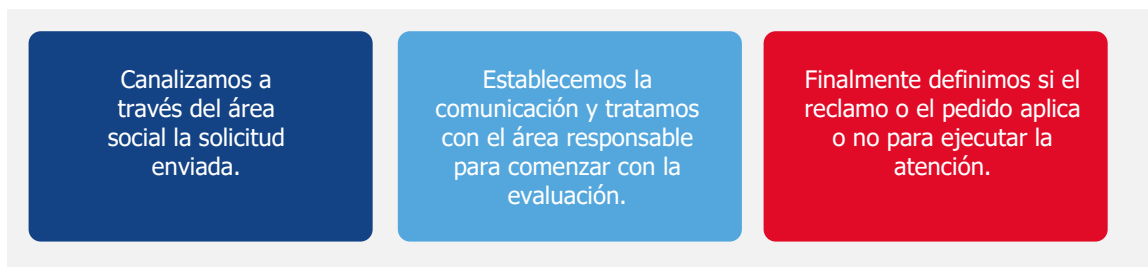 Canalizamos a
través del área
social la solicitud
enviada.
Establecemos la
comunicación y tratamos
con el área responsable
para comenzar con la
evaluación.
Finalmente definimos si el
reclamo o el pedido aplica
o no para ejecutar la
atención.